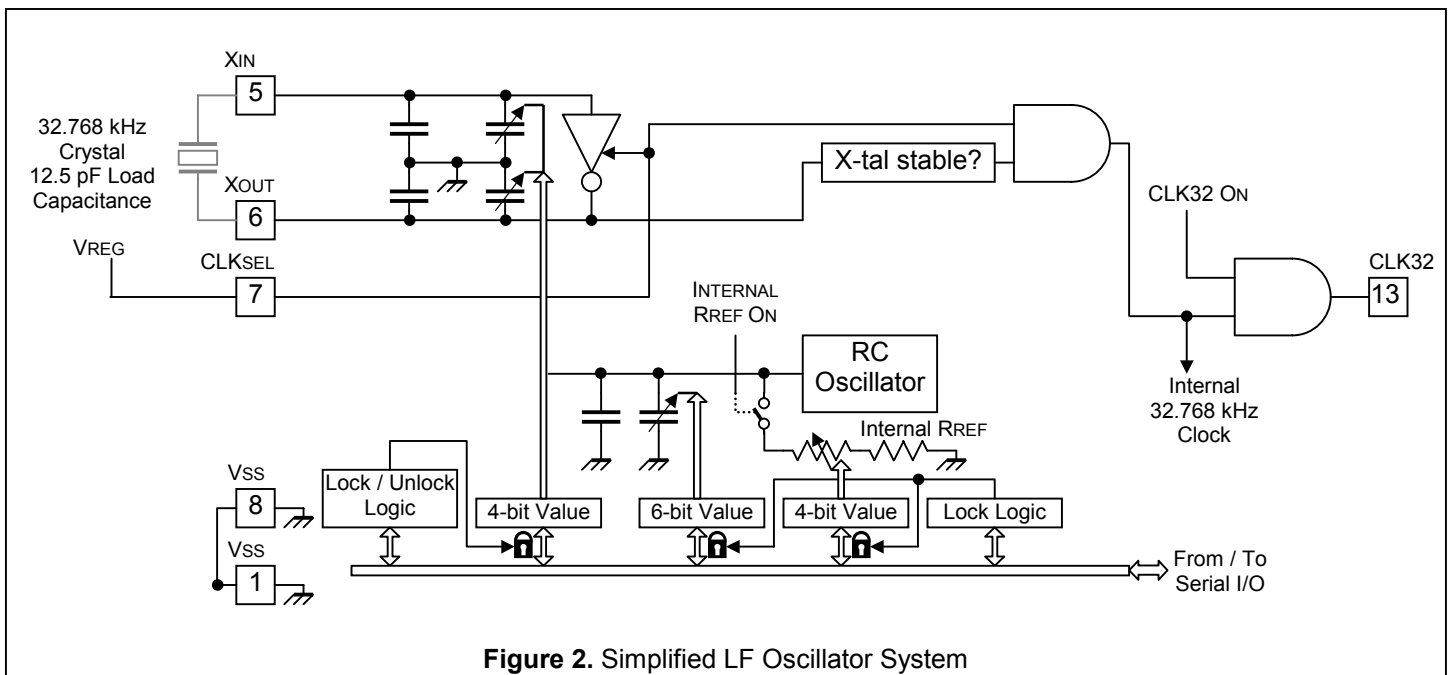 XIN
5
32.768 kHz
Crystal
12.5 pF Load
Capacitance
XOUT
6
VREG
CLKSEL
7
X-tal stable?
CLK32 ON
CLK32
13
INTERNAL
RREF ON
RC
Oscillator
Internal
32.768 kHz
Clock
Internal RREF
VSS
8
Lock / Unlock
Logic
4-bit Value
6-bit Value
4-bit Value
Lock Logic
VSS
1
From / To
Serial I/O
Figure 2. Simplified LF Oscillator System